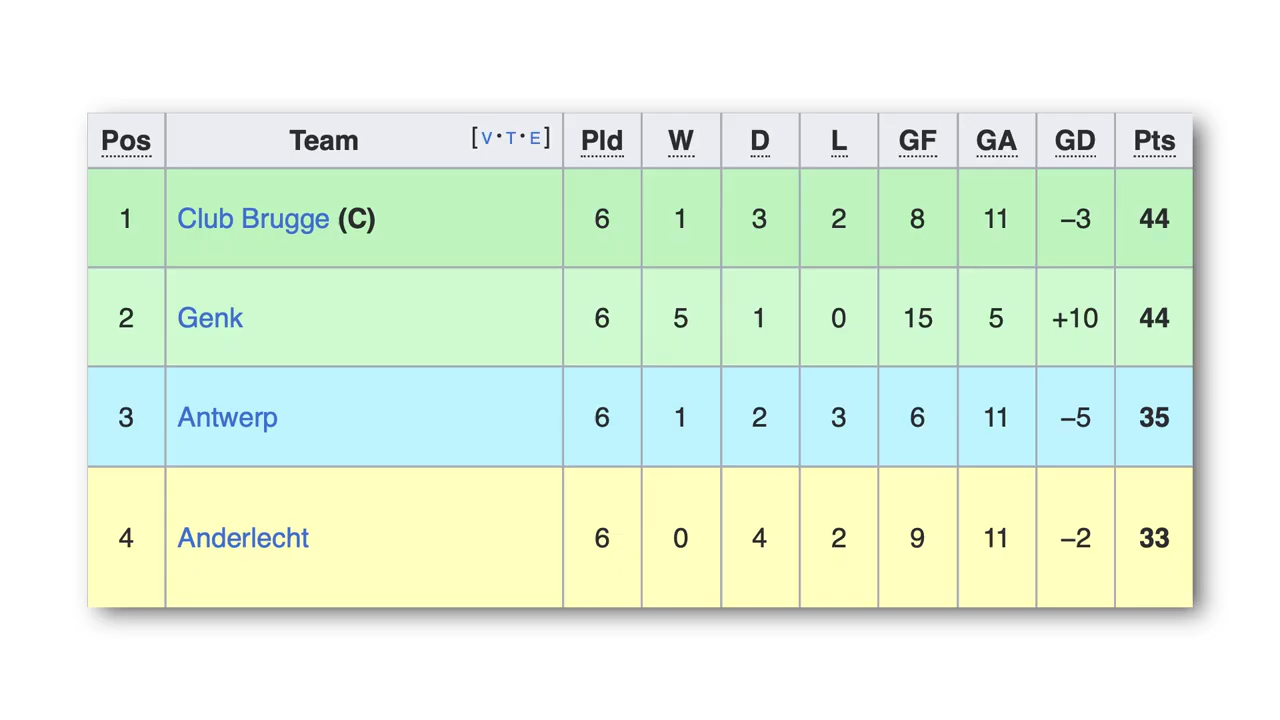 Pos Team [V·T·E] Pld W D L GF GA GD Pts
1 Club Brugge (C) 6 1 3 2 8 11 −3 44
2 Genk 6 5 1 0 15 5 +10 44
3 Antwerp 6 1 2 3 6 11 −5 35
4 Anderlecht 6 0 4 2 9 11 −2 33